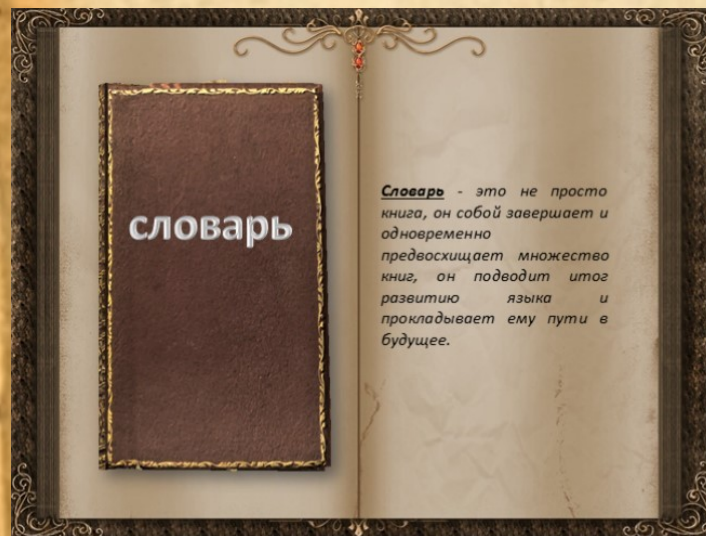 словарь
Словарь - это не просто
книга, он собой завершает и
одновременно
предвосхищает множество
книг, он подводит итог
развитию языка и
прокладывает ему пути в
будущее.